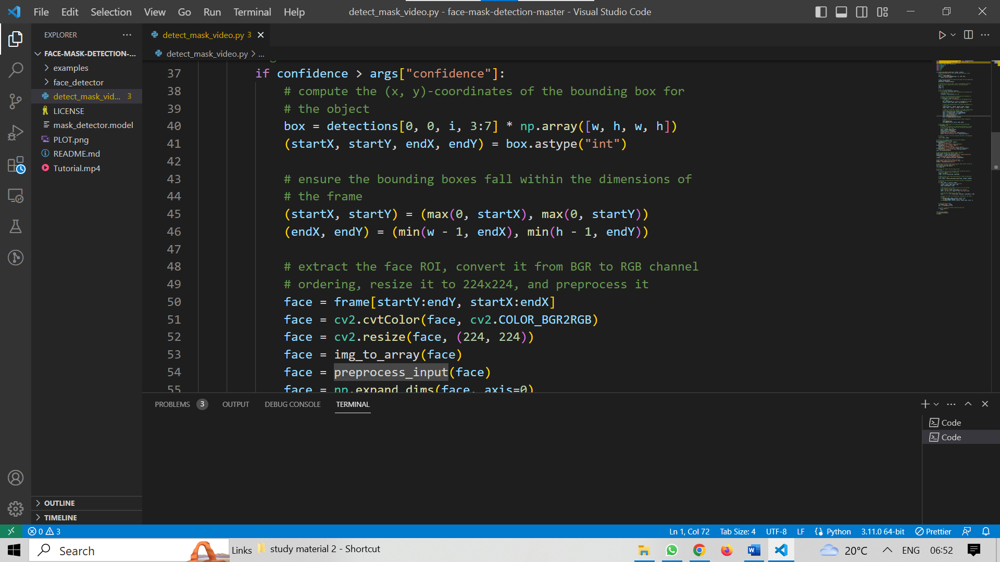 File Edit Selection View Go Run Terminal Help
detect_mask_video.py - face-mask-detection-master - Visual Studio Code
EXPLORER
FACE-MASK-DETECTION-...
examples
face_detector
detect_mask_vid... 3
LICENSE
mask_detector.model
PLOT.png
README.md
Tutorial.mp4
OUTLINE
TIMELINE
detect_mask_video.py 3
detect_mask_video.py > ...
37 if confidence > args["confidence"]:
38 # compute the (x, y)-coordinates of the bounding box for
39 # the object
40 box = detections[0, 0, i, 3:7] * np.array([w, h, w, h])
41 (startX, startY, endX, endY) = box.astype("int")
42
43 # ensure the bounding boxes fall within the dimensions of
44 # the frame
45 (startX, startY) = (max(0, startX), max(0, startY))
46 (endX, endY) = (min(w - 1, endX), min(h - 1, endY))
47
48 # extract the face ROI, convert it from BGR to RGB channel
49 # ordering, resize it to 224x224, and preprocess it
50 face = frame[startY:endY, startX:endX]
51 face = cv2.cvtColor(face, cv2.COLOR_BGR2RGB)
52 face = cv2.resize(face, (224, 224))
53 face = img_to_array(face)
54 face = preprocess_input(face)
55 face = np.expand_dims(face, axis=0)
PROBLEMS 3 OUTPUT DEBUG CONSOLE TERMINAL
Code
Code
0 3
Ln 1, Col 72 Tab Size: 4 UTF-8 LF Python 3.11.0 64-bit Prettier
Search
Links study material 2 - Shortcut
20°C ENG 06:52